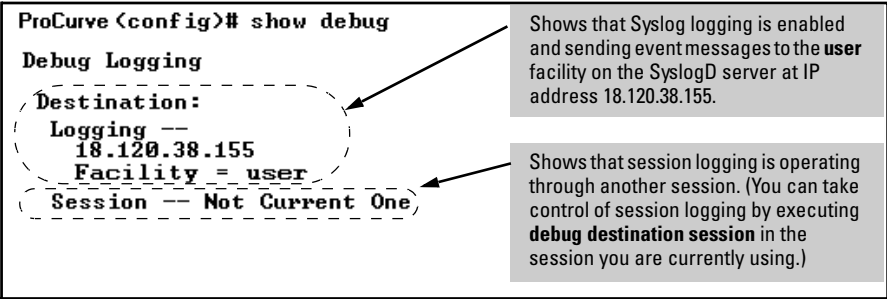 ProCurve (config)# show debug
Debug Logging
Destination:
Logging --
18.120.38.155
Facility = user
Session -- Not Current One
Shows that Syslog logging is enabled
and sending event messages to the user
facility on the SyslogD server at IP
address 18.120.38.155.
Shows that session logging is operating
through another session. (You can take
control of session logging by executing
debug destination session in the
session you are currently using.)